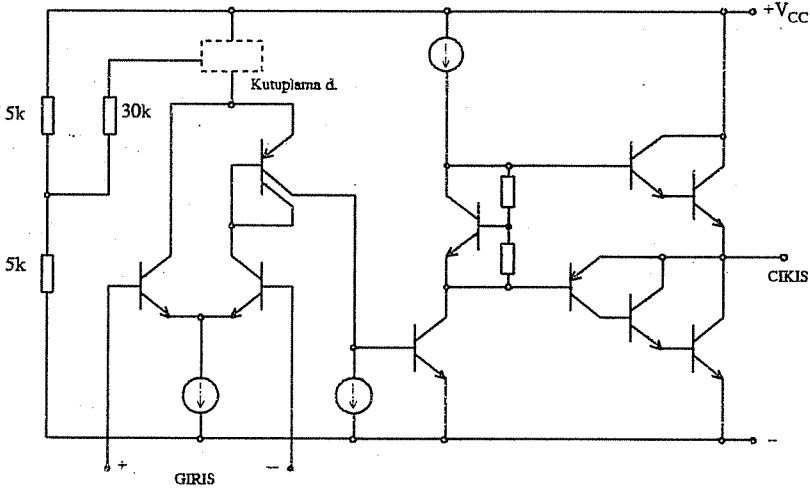 +VCC
Kutuplama d.
5k
30k
5k
CIKIS
+
GIRIS
−
-